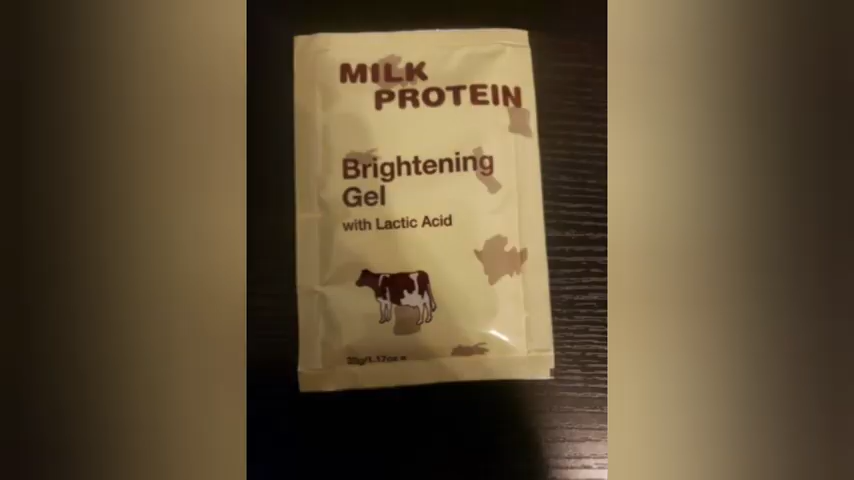 MILK
PROTEIN
Brightening
Gel
with Lactic Acid